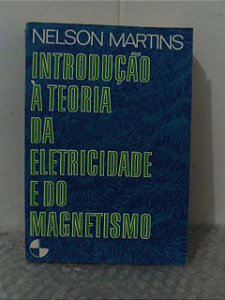 NELSON MARTINS
INTRODUÇÃO
À TEORIA
DA
ELETRICIDADE
E DO
MAGNETISMO